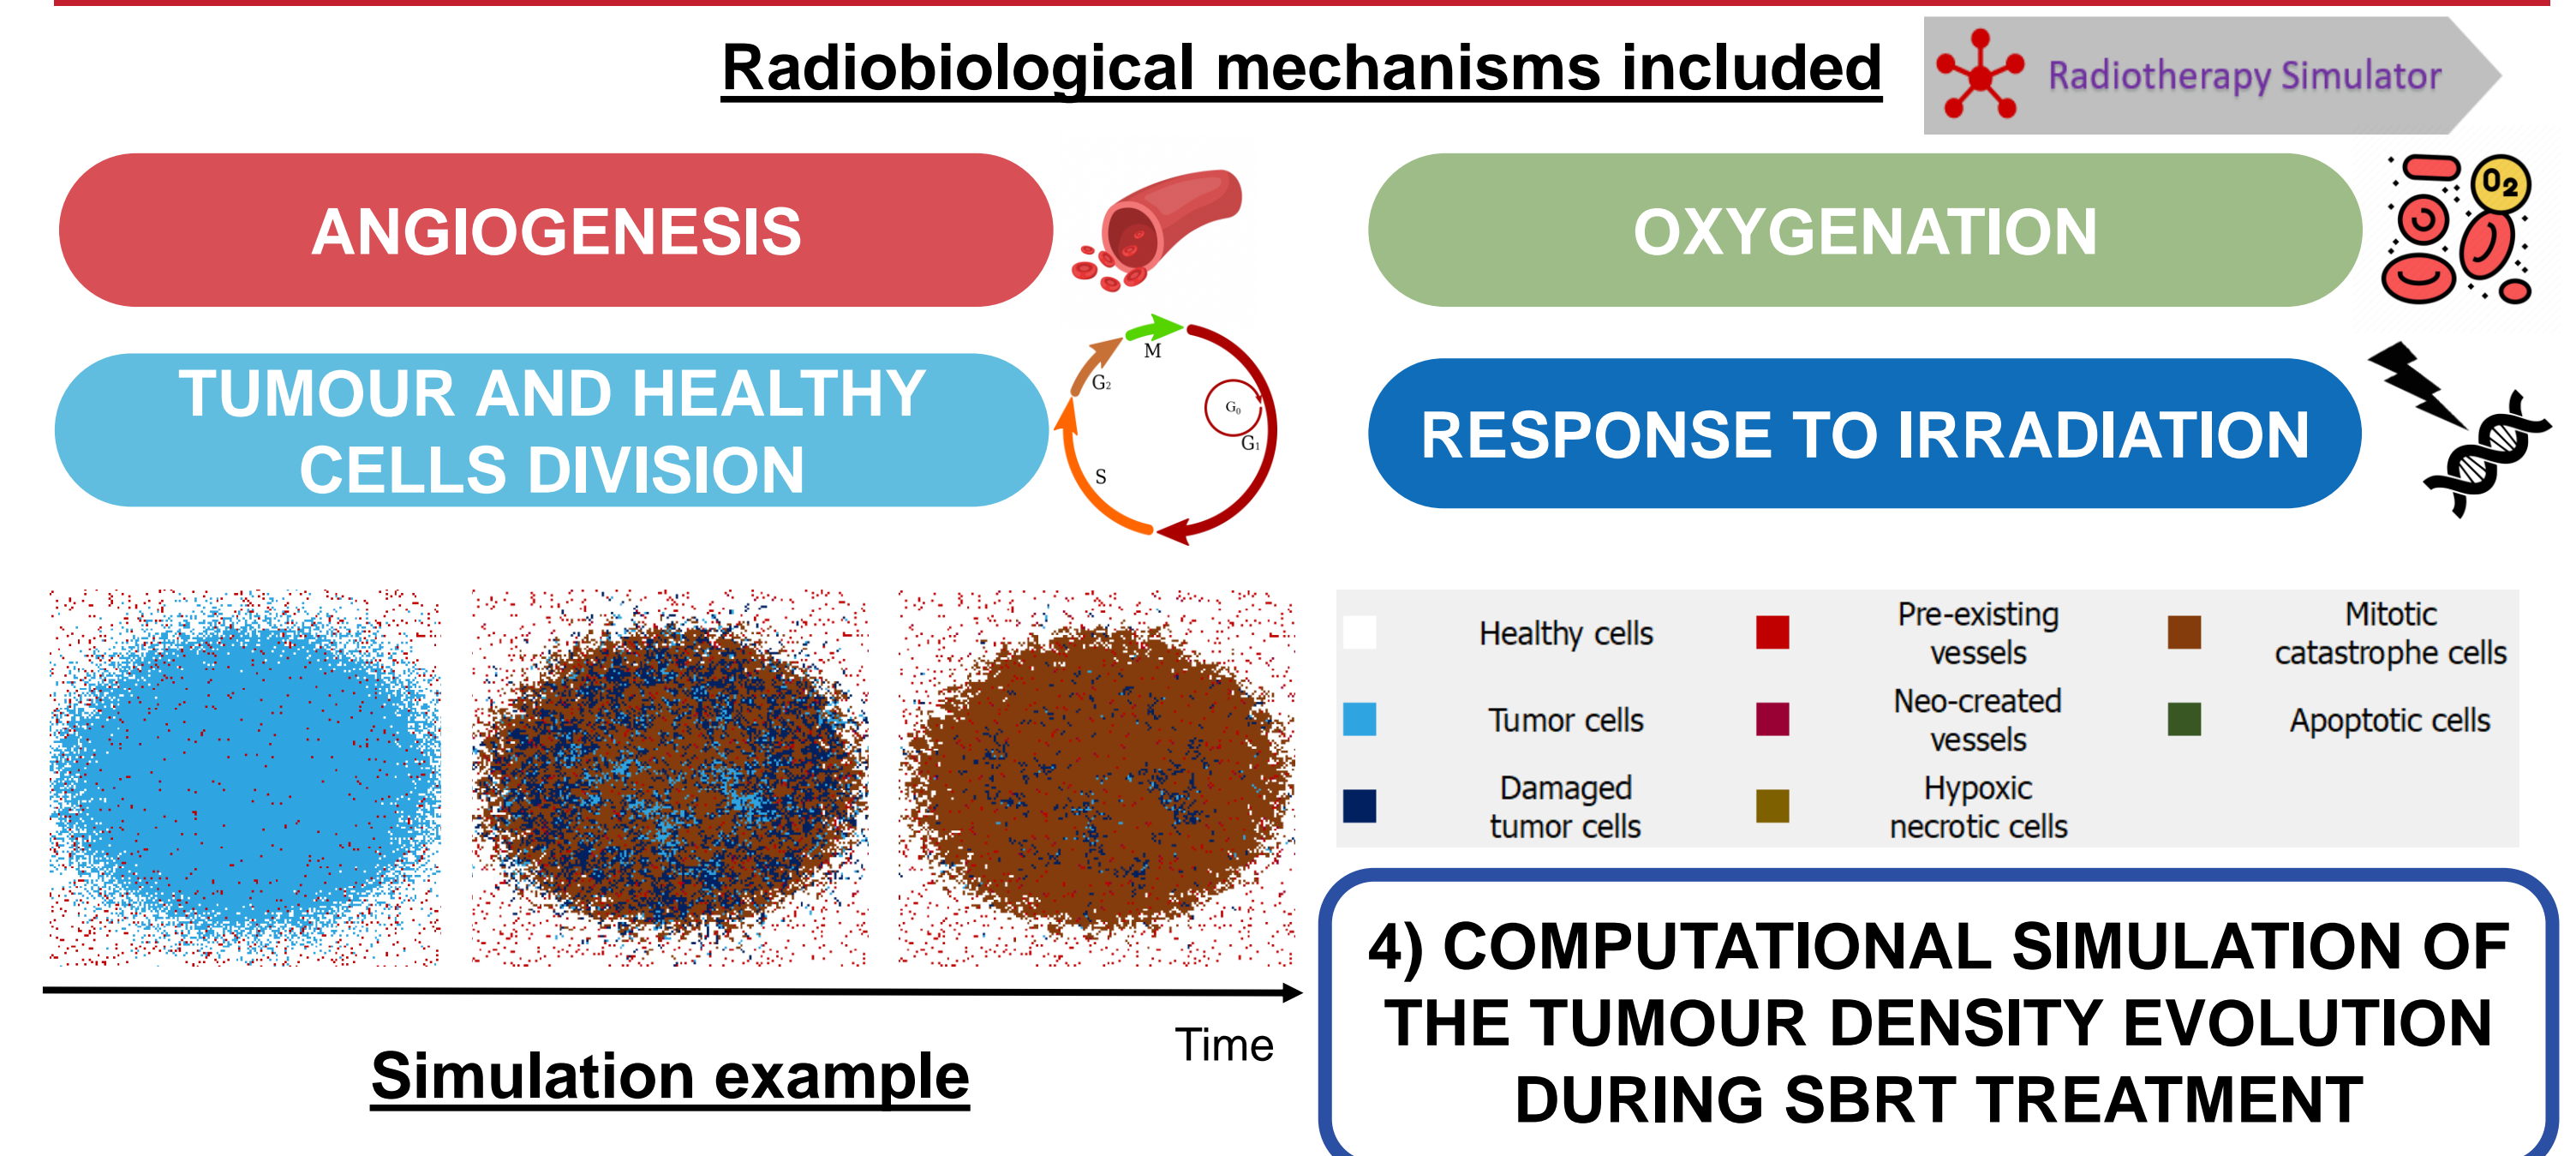 Radiobiological mechanisms included
Radiotherapy Simulator
ANGIOGENESIS
OXYGENATION
O2
TUMOUR AND HEALTHY
CELLS DIVISION
M
G2
G0
G1
S
RESPONSE TO IRRADIATION
Healthy cells
Pre-existing
vessels
Mitotic
catastrophe cells
Tumor cells
Neo-created
vessels
Apoptotic cells
Damaged
tumor cells
Hypoxic
necrotic cells
Time
Simulation example
4) COMPUTATIONAL SIMULATION OF
THE TUMOUR DENSITY EVOLUTION
DURING SBRT TREATMENT